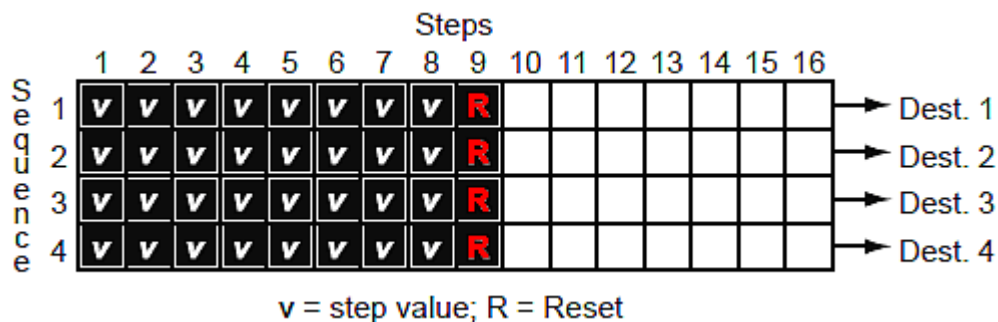 Steps
1 2 3 4 5 6 7 8 9 10 11 12 13 14 15 16
Sequence
1 v v v v v v v v R Dest. 1
2 v v v v v v v v R Dest. 2
3 v v v v v v v v R Dest. 3
4 v v v v v v v v R Dest. 4
v = step value; R = Reset